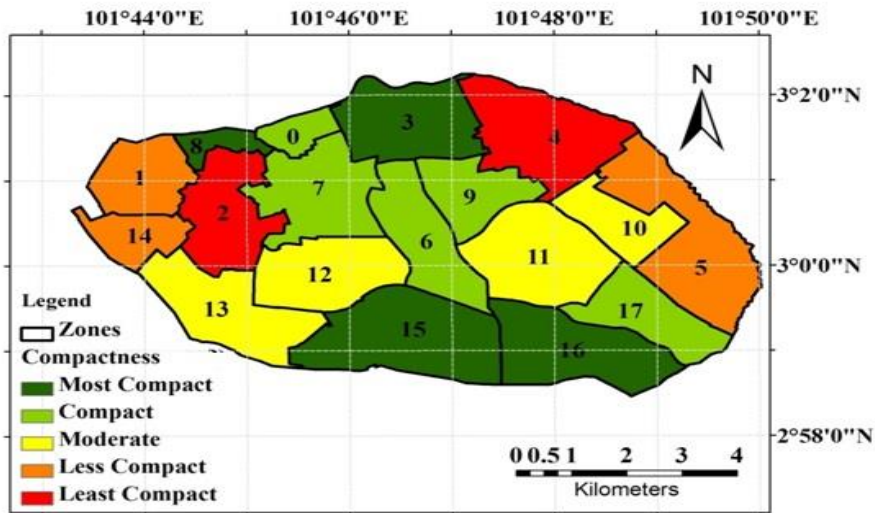 101°44'0"E 101°46'0"E 101°48'0"E 101°50'0"E
N
3°2'0"N
3
0
4
8
1
7
9
2
10
14
6
11
5
3°0'0"N
12
13
17
15
16
Legend
Zones
Compactness
Most Compact
Compact
Moderate
Less Compact
Least Compact
2°58'0"N
0 0.5 1 2 3 4
Kilometers